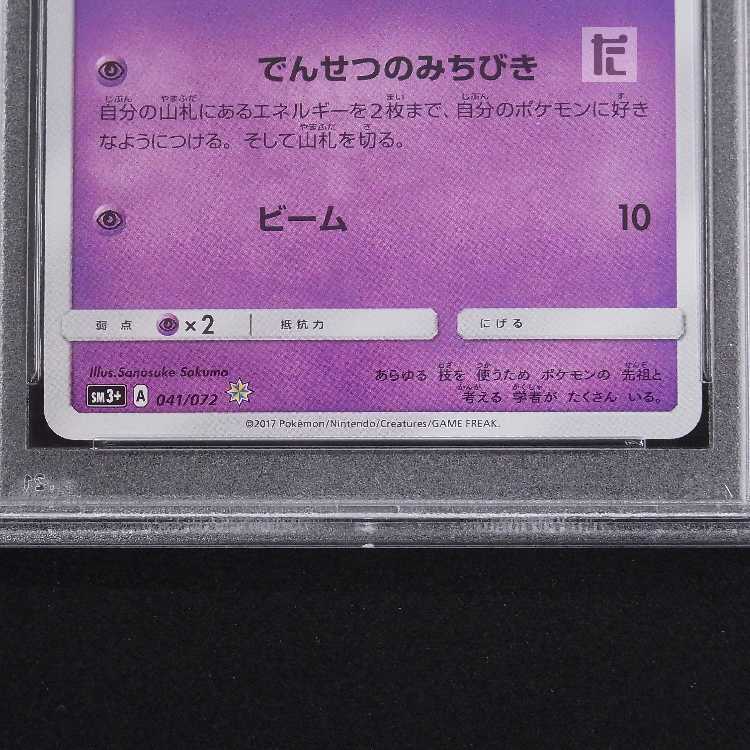 でんせつのみちびき
自分の山札にあるエネルギーを2枚まで、自分のポケモンに好き
なようにつける。そして山札を切る。
ビーム 10
弱点 ×2 抵抗力 にげる
Illus.Sanosuke Sakuma
SM3+ A 041/072
あらゆる 技を 使うため ポケモンの 先祖と
考える 学者が たくさん いる。
©2017 Pokémon/Nintendo/Creatures/GAME FREAK.